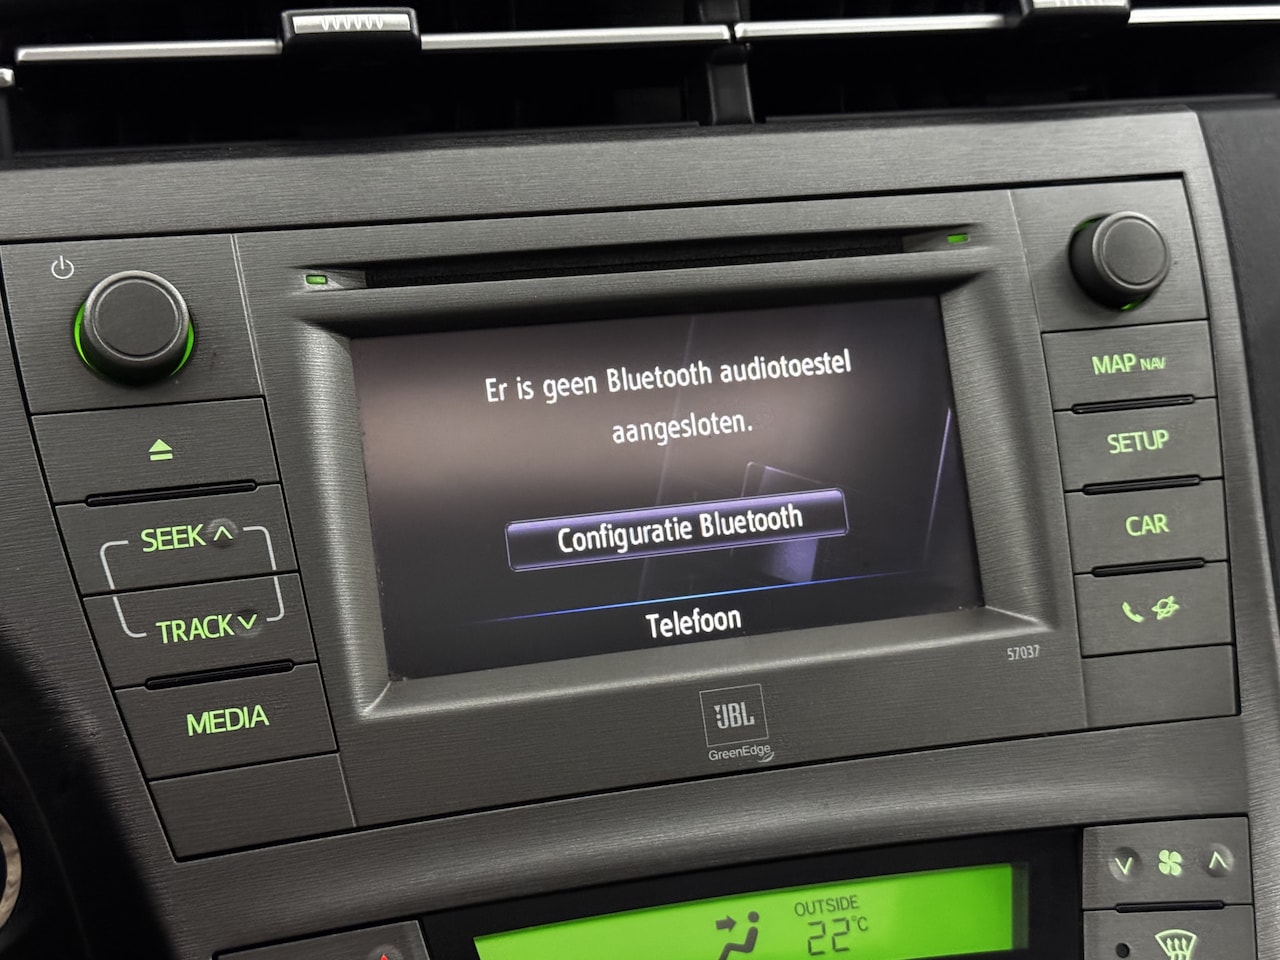 Er is geen Bluetooth audiotoestel
aangesloten.
Configuratie Bluetooth
Telefoon
SEEK
TRACK
MEDIA
MAP NAV
SETUP
CAR
57037
JBL
GreenEdge
OUTSIDE
22°C